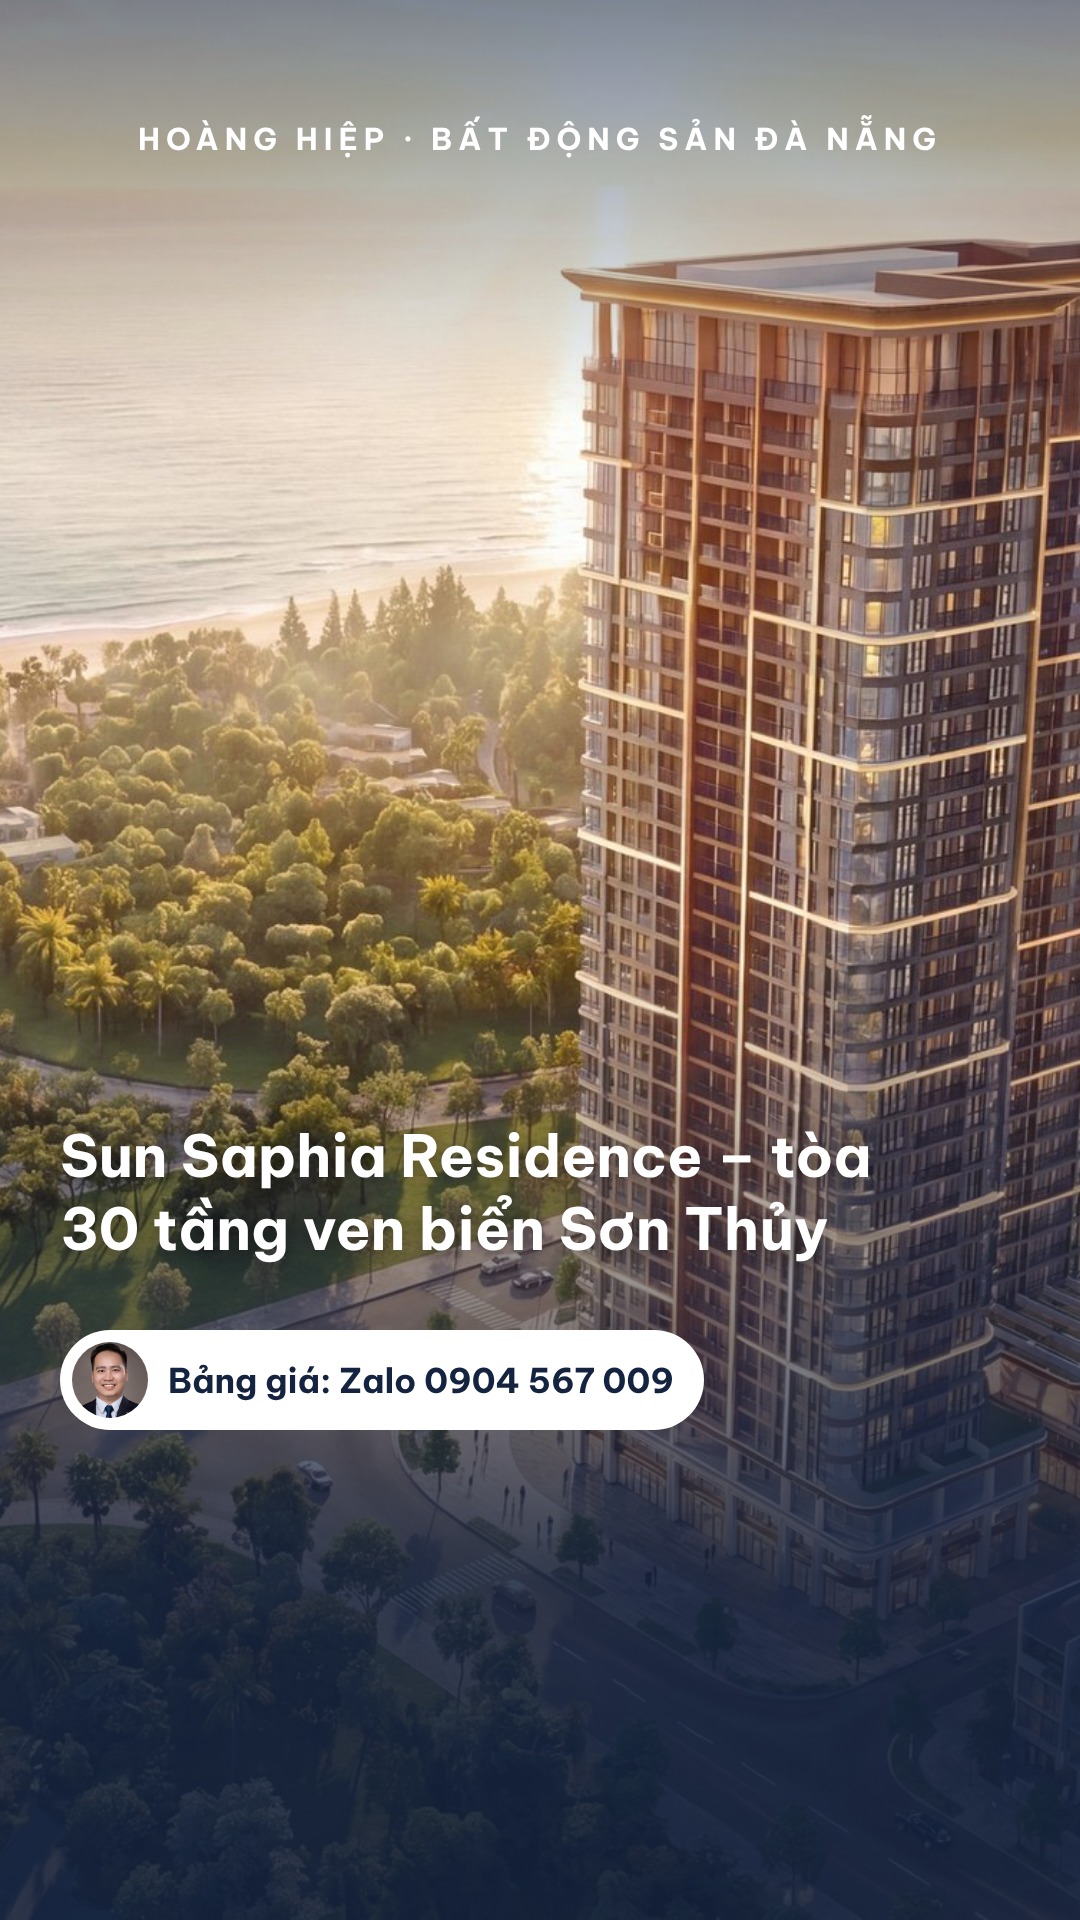 HOÀNG HIỆP · BẤT ĐỘNG SẢN ĐÀ NẴNG
Sun Saphia Residence – tòa
30 tầng ven biển Sơn Thủy
Bảng giá: Zalo 0904 567 009